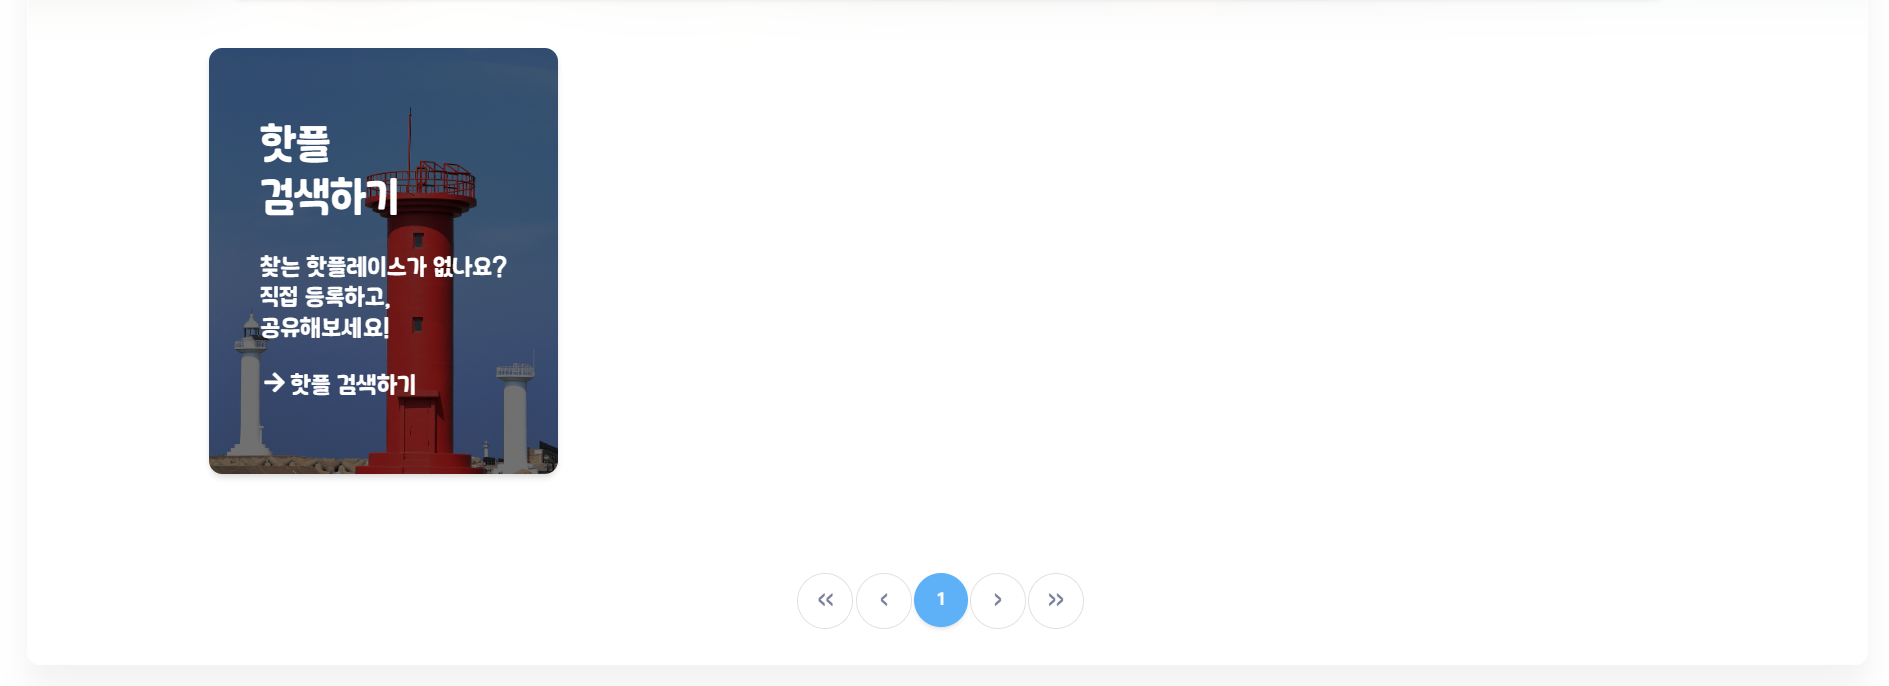 핫플
검색하기
찾는 핫플레이스가 없나요?
직접 등록하고,
공유해보세요!
→ 핫플 검색하기
« ‹ 1 › »